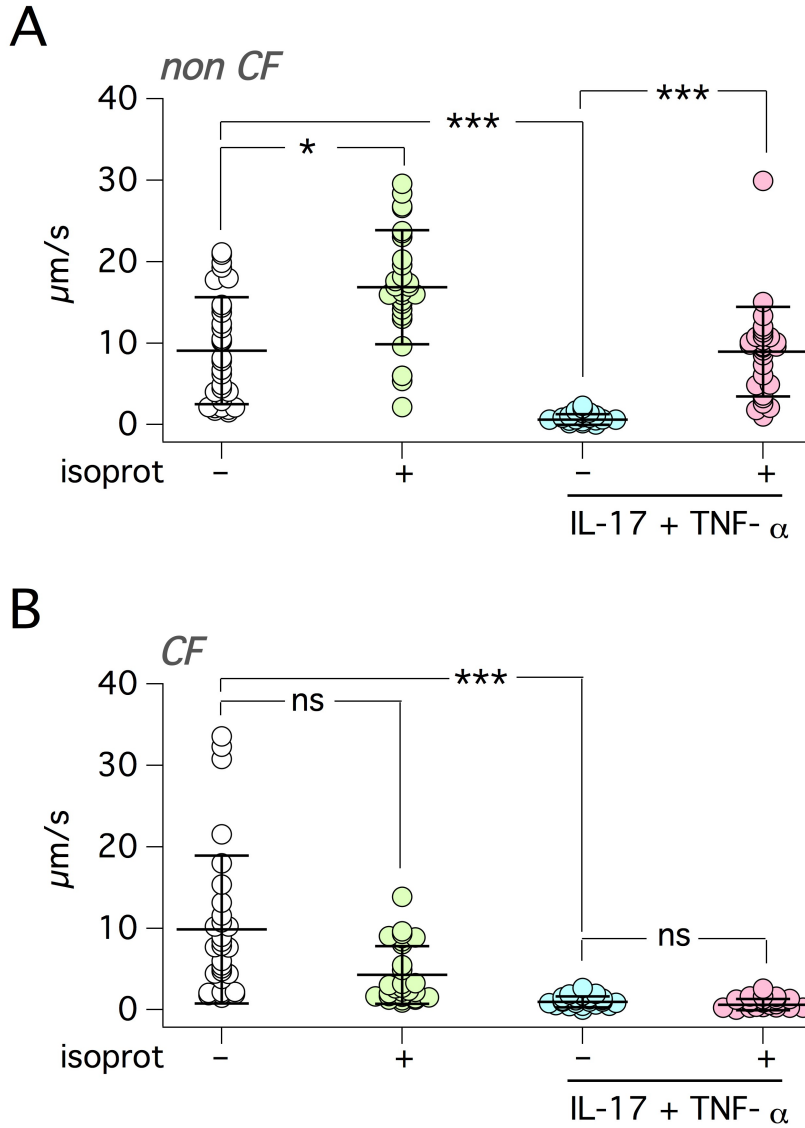 A
non CF
40
***
***
*
30
µm/s
20
10
0
isoprot − + − +
IL-17 + TNF- α
B
CF
40
***
ns
30
µm/s
20
10
ns
0
isoprot − + − +
IL-17 + TNF- α